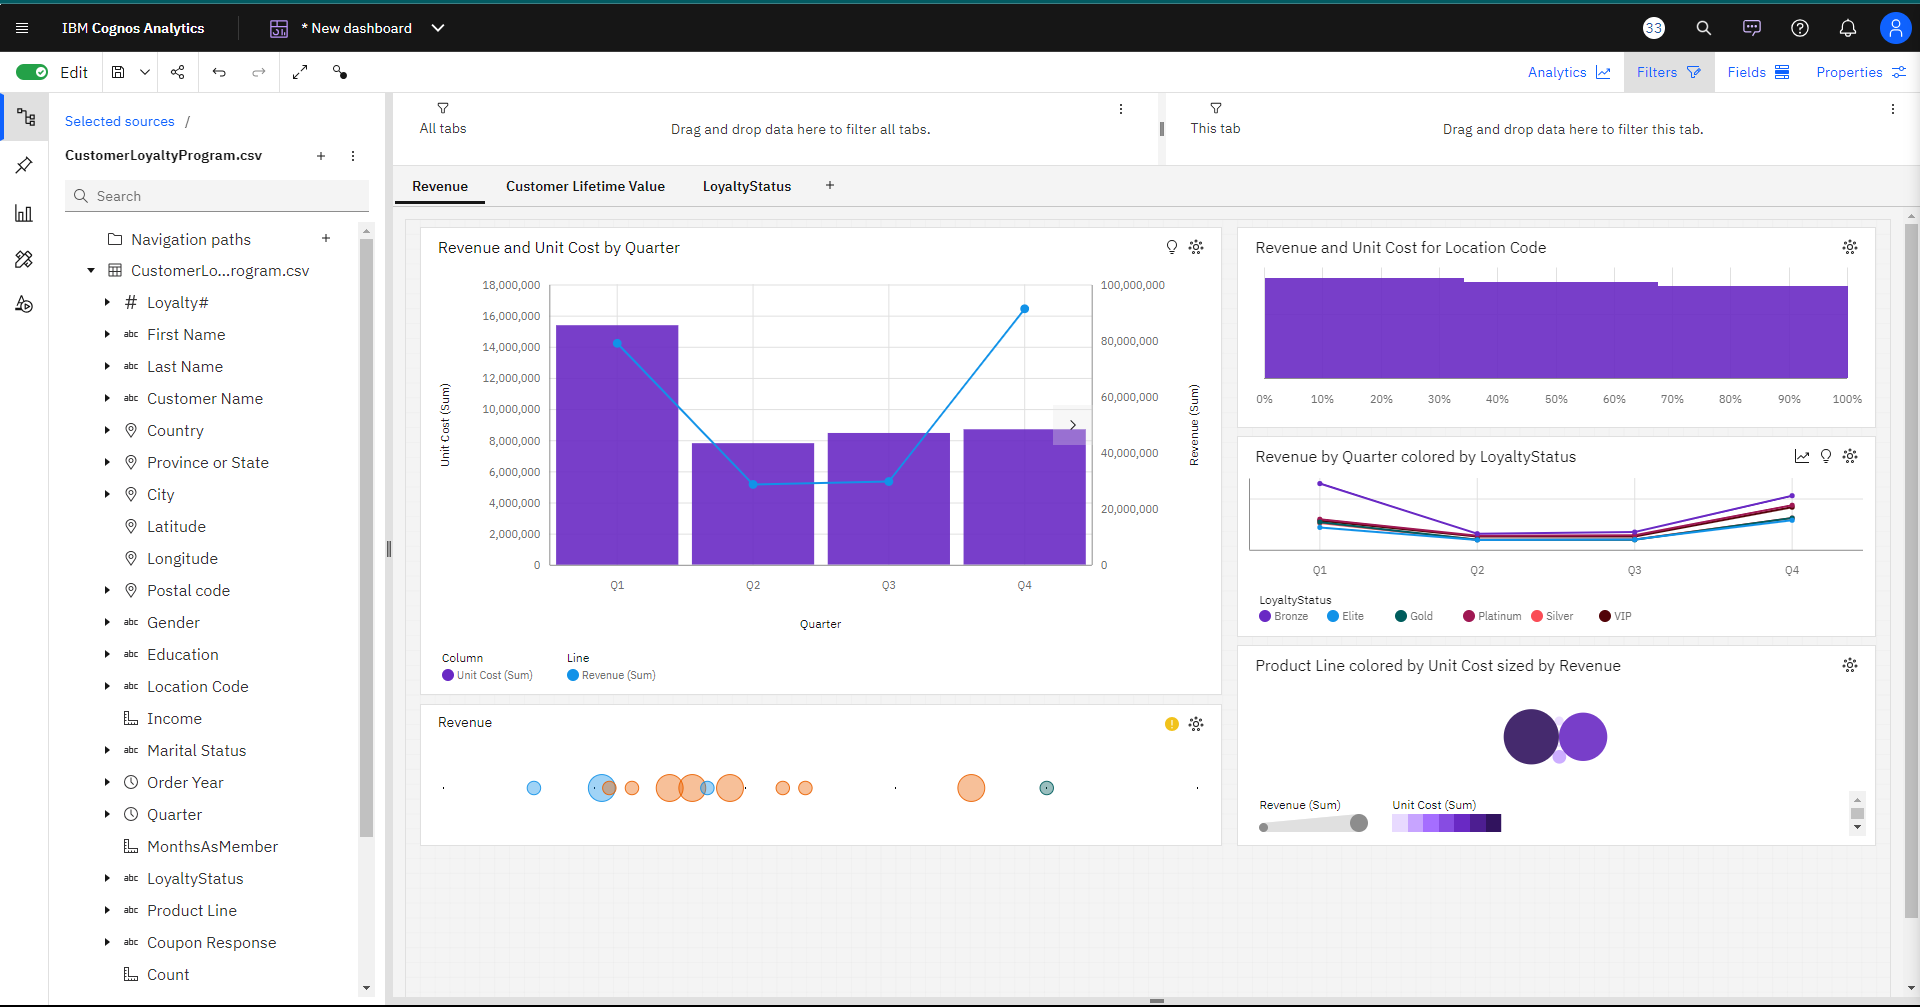 IBM Cognos Analytics
* New dashboard
33
Edit
Analytics
Filters
Fields
Properties
Selected sources /
CustomerLoyaltyProgram.csv
Search
Navigation paths
CustomerLo...rogram.csv
Loyalty#
abc First Name
abc Last Name
abc Customer Name
Country
Province or State
City
Latitude
Longitude
Postal code
abc Gender
abc Education
abc Location Code
Income
abc Marital Status
Order Year
Quarter
MonthsAsMember
abc LoyaltyStatus
abc Product Line
abc Coupon Response
Count
All tabs
Drag and drop data here to filter all tabs.
This tab
Drag and drop data here to filter this tab.
Revenue
Customer Lifetime Value
LoyaltyStatus
Revenue and Unit Cost by Quarter
18,000,000
16,000,000
14,000,000
12,000,000
10,000,000
8,000,000
6,000,000
4,000,000
2,000,000
0
Unit Cost (Sum)
100,000,000
80,000,000
60,000,000
40,000,000
20,000,000
0
Revenue (Sum)
Q1 Q2 Q3 Q4
Quarter
Column
Unit Cost (Sum)
Line
Revenue (Sum)
Revenue
Revenue and Unit Cost for Location Code
0% 10% 20% 30% 40% 50% 60% 70% 80% 90% 100%
Revenue by Quarter colored by LoyaltyStatus
Q1 Q2 Q3 Q4
LoyaltyStatus
Bronze Elite Gold Platinum Silver VIP
Product Line colored by Unit Cost sized by Revenue
Revenue (Sum)
Unit Cost (Sum)